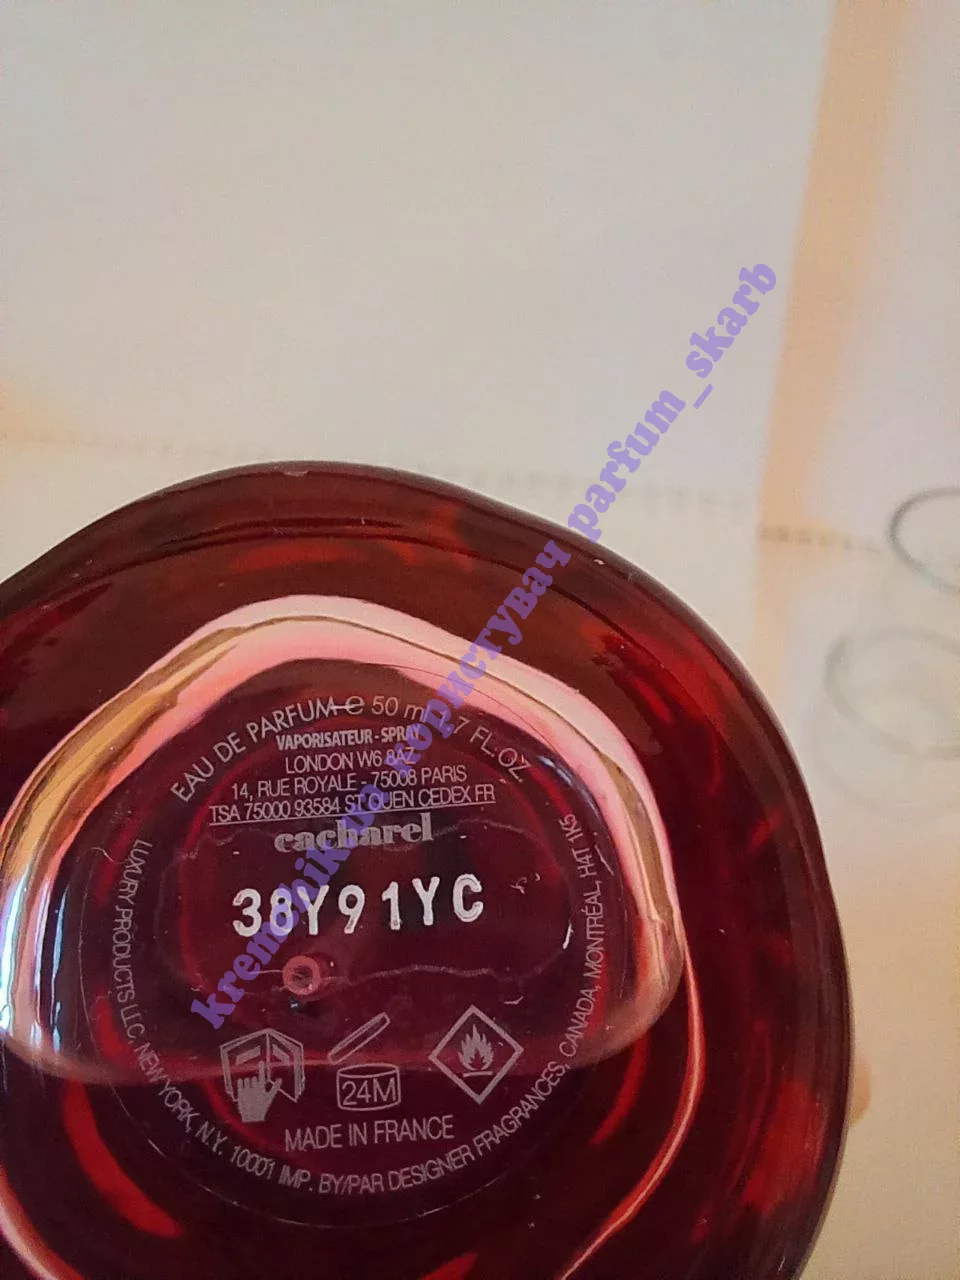 EAU DE PARFUM e 50 ml 1.7 FL.OZ
VAPORISATEUR - SPRAY
LONDON W6 8AZ
14, RUE ROYALE - 75008 PARIS
TSA 75000 93584 ST OUEN CEDEX FR
cacharel
38Y91YC
24M
MADE IN FRANCE
LUXURY PRODUCTS LLC, NEW YORK, N.Y. 10001 IMP. BY/PAR DESIGNER FRAGRANCES, CANADA, MONTRÉAL, H4T 1K5
користувач parfum_skarb